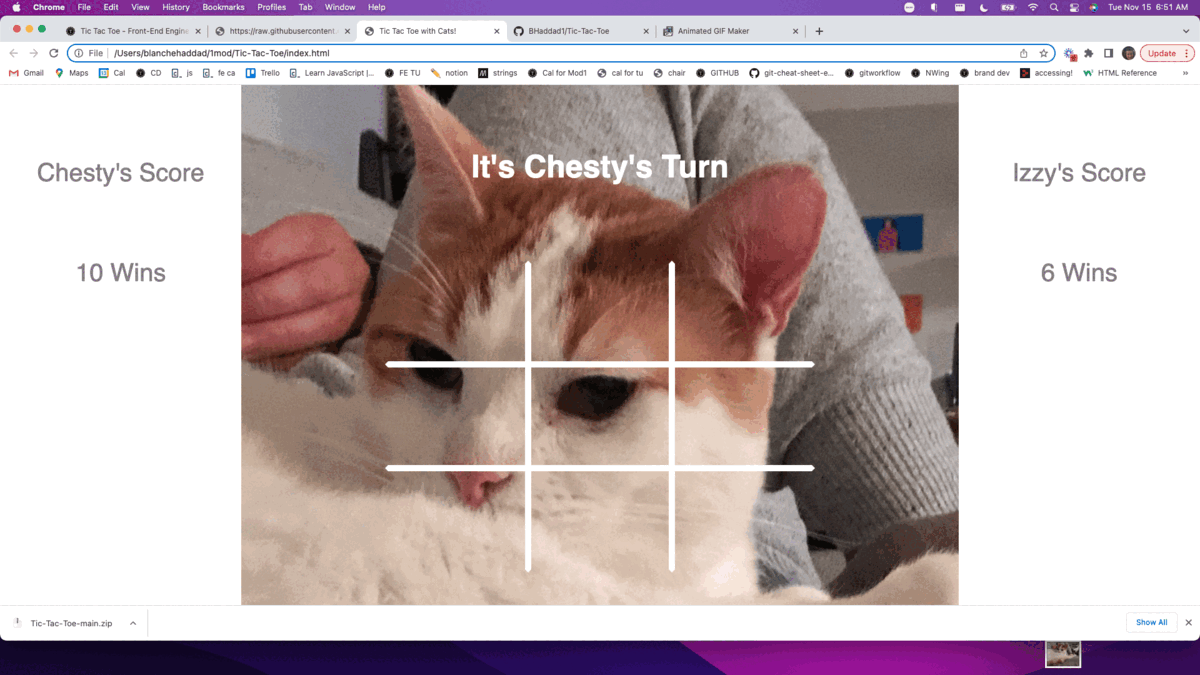 Chrome File Edit View History Bookmarks Profiles Tab Window Help Tue Nov 15 6:51 AM
Tic Tac Toe - Front-End Engine https://raw.githubusercontent. Tic Tac Toe with Cats! BHaddad1/Tic-Tac-Toe Animated GIF Maker
File /Users/blanchehaddad/1mod/Tic-Tac-Toe/index.html Update
Gmail Maps Cal CD js fe ca Trello Learn JavaScript |... FE TU notion strings Cal for Mod1 cal for tu chair GITHUB git-cheat-sheet-e... gitworkflow NWing brand dev accessing! HTML Reference »
It's Chesty's Turn
Chesty's Score
Izzy's Score
10 Wins
6 Wins
Tic-Tac-Toe-main.zip Show All